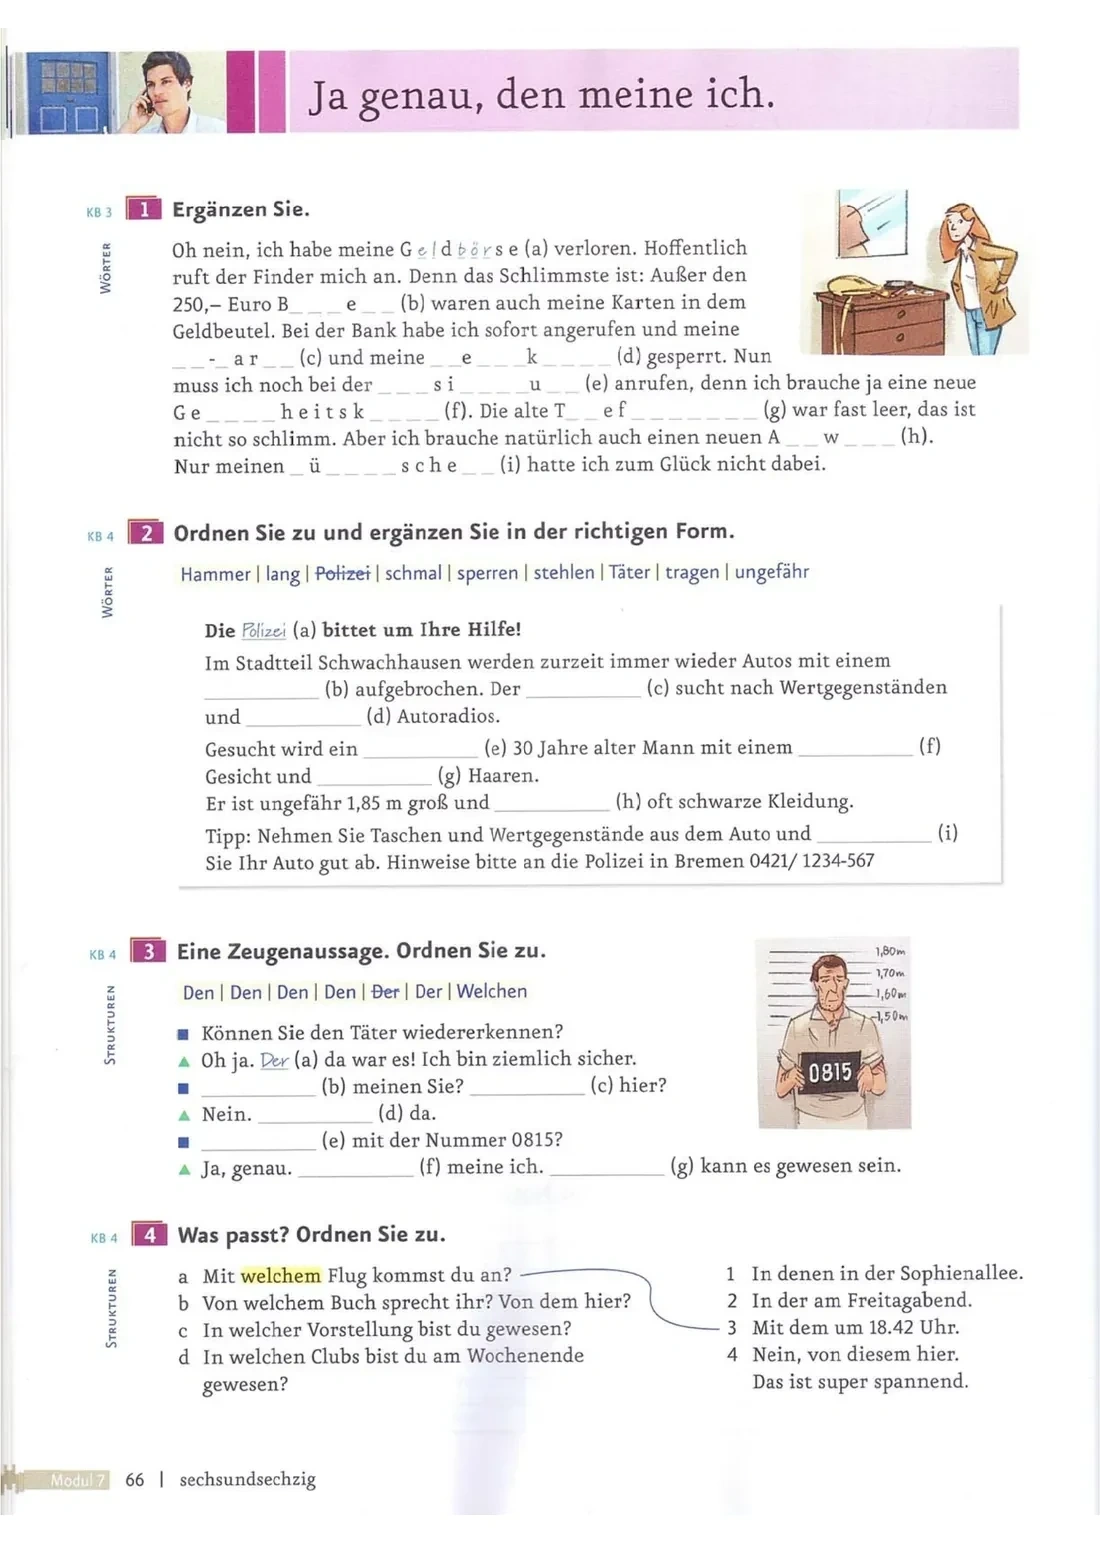 Ja genau, den meine ich.
KB 3 1 Ergänzen Sie.
WÖRTER
Oh nein, ich habe meine G e l d b ö r s e (a) verloren. Hoffentlich
ruft der Finder mich an. Denn das Schlimmste ist: Außer den
250,– Euro B_ _ _ e _ _ (b) waren auch meine Karten in dem
Geldbeutel. Bei der Bank habe ich sofort angerufen und meine
_ _ - _ a r _ _ (c) und meine _ _ e _ _ _ k _ _ _ _ (d) gesperrt. Nun
muss ich noch bei der _ _ _ s i _ _ _ _ u _ _ (e) anrufen, denn ich brauche ja eine neue
G e _ _ _ _ h e i t s k _ _ _ _ (f). Die alte T_ _ e f _ _ _ _ _ _ _ (g) war fast leer, das ist
nicht so schlimm. Aber ich brauche natürlich auch einen neuen A _ _ w _ _ _ (h).
Nur meinen _ ü _ _ _ _ s c h e _ _ (i) hatte ich zum Glück nicht dabei.
KB 4 2 Ordnen Sie zu und ergänzen Sie in der richtigen Form.
WÖRTER
Hammer | lang | Polizei | schmal | sperren | stehlen | Täter | tragen | ungefähr
Die Polizei (a) bittet um Ihre Hilfe!
Im Stadtteil Schwachhausen werden zurzeit immer wieder Autos mit einem
___________ (b) aufgebrochen. Der ___________ (c) sucht nach Wertgegenständen
und ___________ (d) Autoradios.
Gesucht wird ein ___________ (e) 30 Jahre alter Mann mit einem ___________ (f)
Gesicht und ___________ (g) Haaren.
Er ist ungefähr 1,85 m groß und ___________ (h) oft schwarze Kleidung.
Tipp: Nehmen Sie Taschen und Wertgegenstände aus dem Auto und ___________ (i)
Sie Ihr Auto gut ab. Hinweise bitte an die Polizei in Bremen 0421/ 1234-567
KB 4 3 Eine Zeugenaussage. Ordnen Sie zu.
STRUKTUREN
Den | Den | Den | Den | Der | Der | Welchen
■ Können Sie den Täter wiedererkennen?
▲ Oh ja. Der (a) da war es! Ich bin ziemlich sicher.
■ ___________ (b) meinen Sie? ___________ (c) hier?
▲ Nein. ___________ (d) da.
■ ___________ (e) mit der Nummer 0815?
▲ Ja, genau. ___________ (f) meine ich. ___________ (g) kann es gewesen sein.
1,80m
1,70m
1,60m
1,50m
0815
KB 4 4 Was passt? Ordnen Sie zu.
STRUKTUREN
a Mit welchem Flug kommst du an?
b Von welchem Buch sprecht ihr? Von dem hier?
c In welcher Vorstellung bist du gewesen?
d In welchen Clubs bist du am Wochenende
gewesen?
1 In denen in der Sophienallee.
2 In der am Freitagabend.
3 Mit dem um 18.42 Uhr.
4 Nein, von diesem hier.
Das ist super spannend.
Modul 7 66 | sechsundsechzig